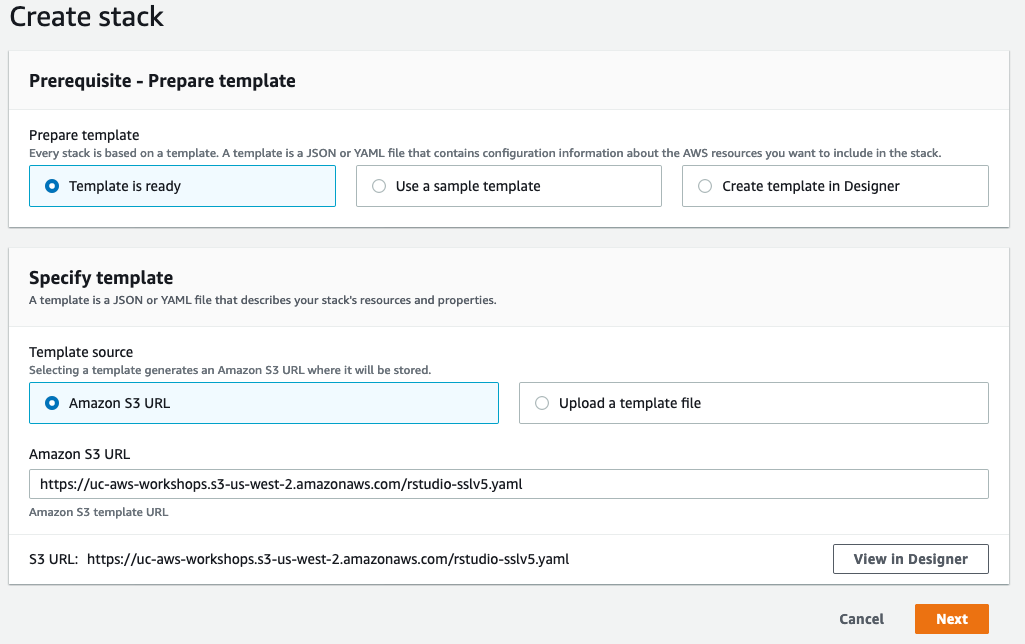 Create stack
Prerequisite - Prepare template
Prepare template
Every stack is based on a template. A template is a JSON or YAML file that contains configuration information about the AWS resources you want to include in the stack.
Template is ready
Use a sample template
Create template in Designer
Specify template
A template is a JSON or YAML file that describes your stack's resources and properties.
Template source
Selecting a template generates an Amazon S3 URL where it will be stored.
Amazon S3 URL
Upload a template file
Amazon S3 URL
https://uc-aws-workshops.s3-us-west-2.amazonaws.com/rstudio-sslv5.yaml
Amazon S3 template URL
S3 URL: https://uc-aws-workshops.s3-us-west-2.amazonaws.com/rstudio-sslv5.yaml
View in Designer
Cancel
Next